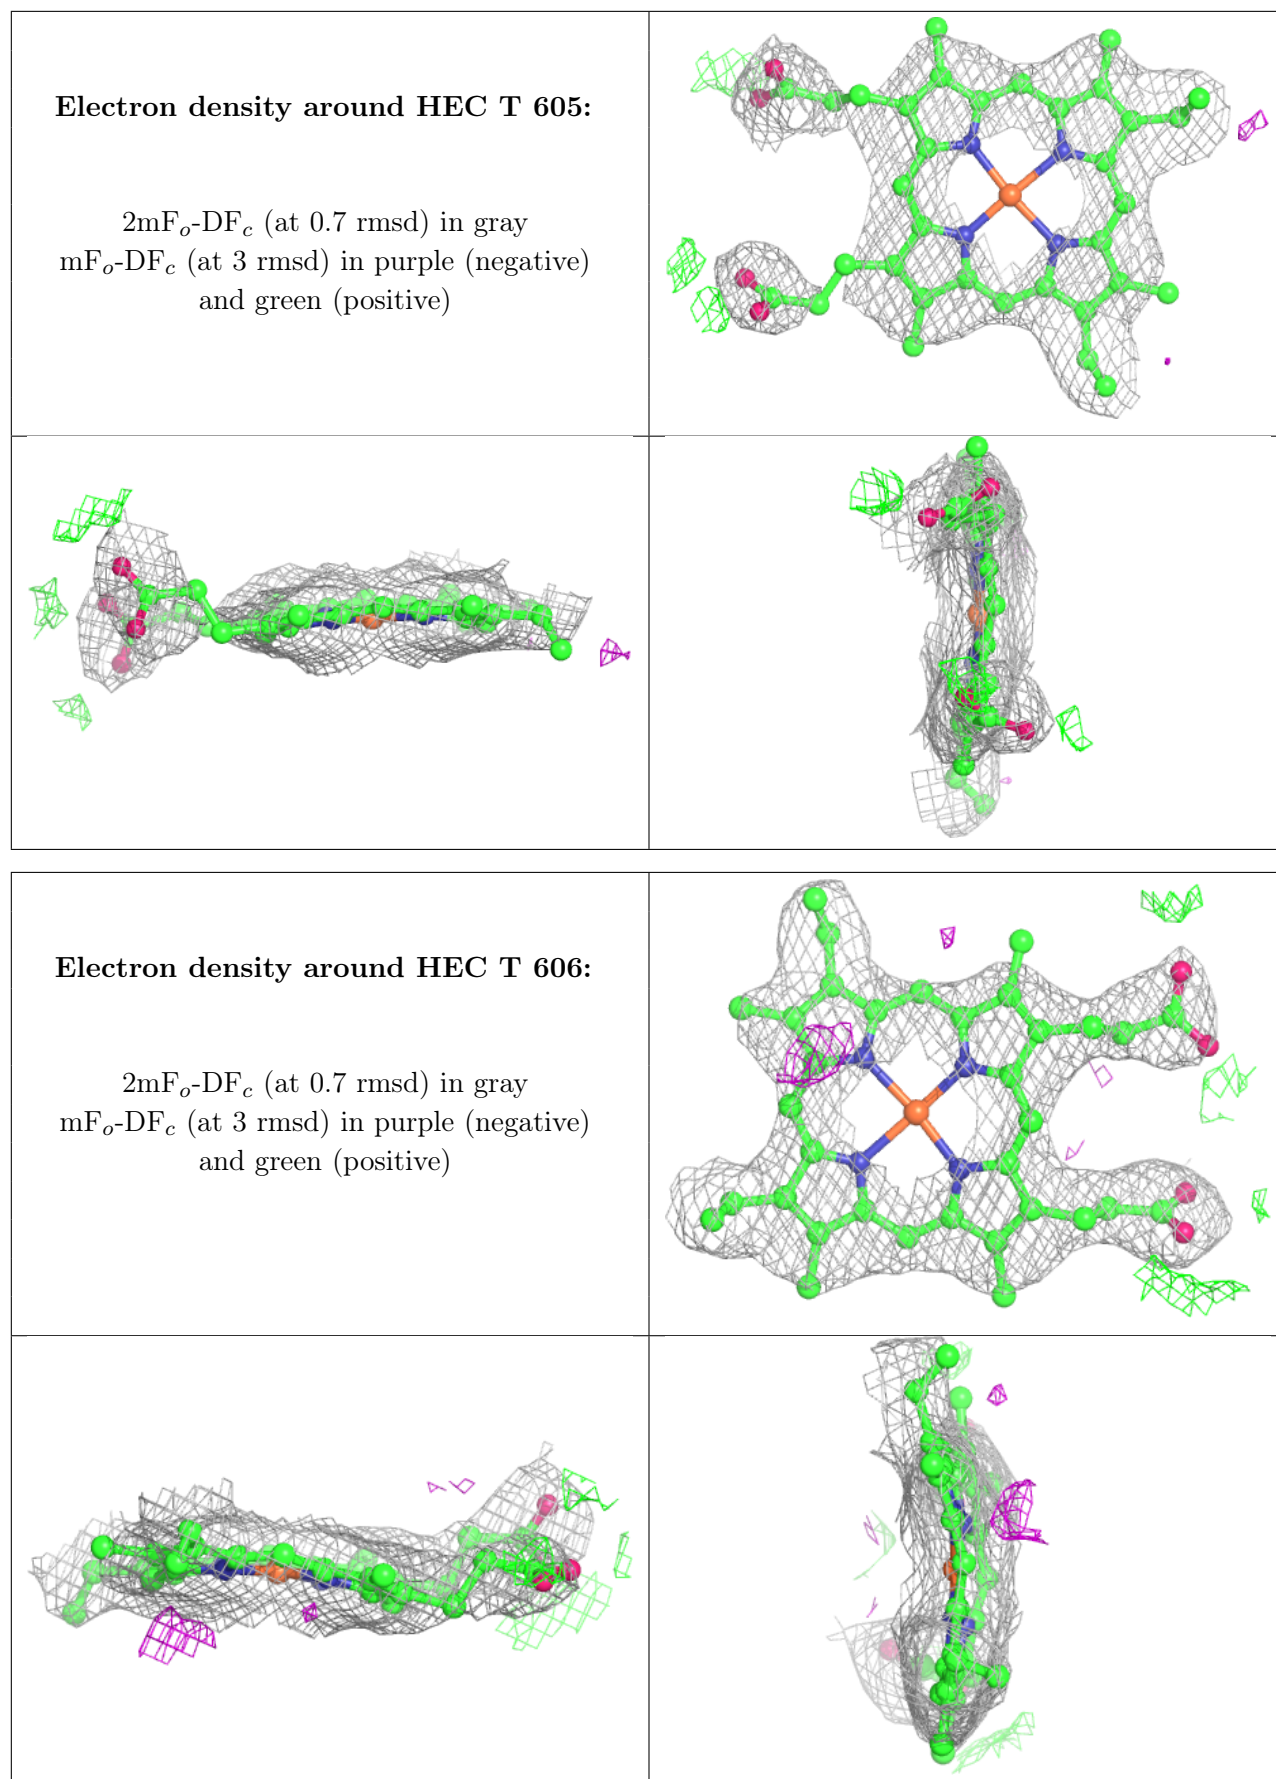 Electron density around HEC T 605:
2mFo-DFc (at 0.7 rmsd) in gray
mFo-DFc (at 3 rmsd) in purple (negative)
and green (positive)
Electron density around HEC T 606:
2mFo-DFc (at 0.7 rmsd) in gray
mFo-DFc (at 3 rmsd) in purple (negative)
and green (positive)